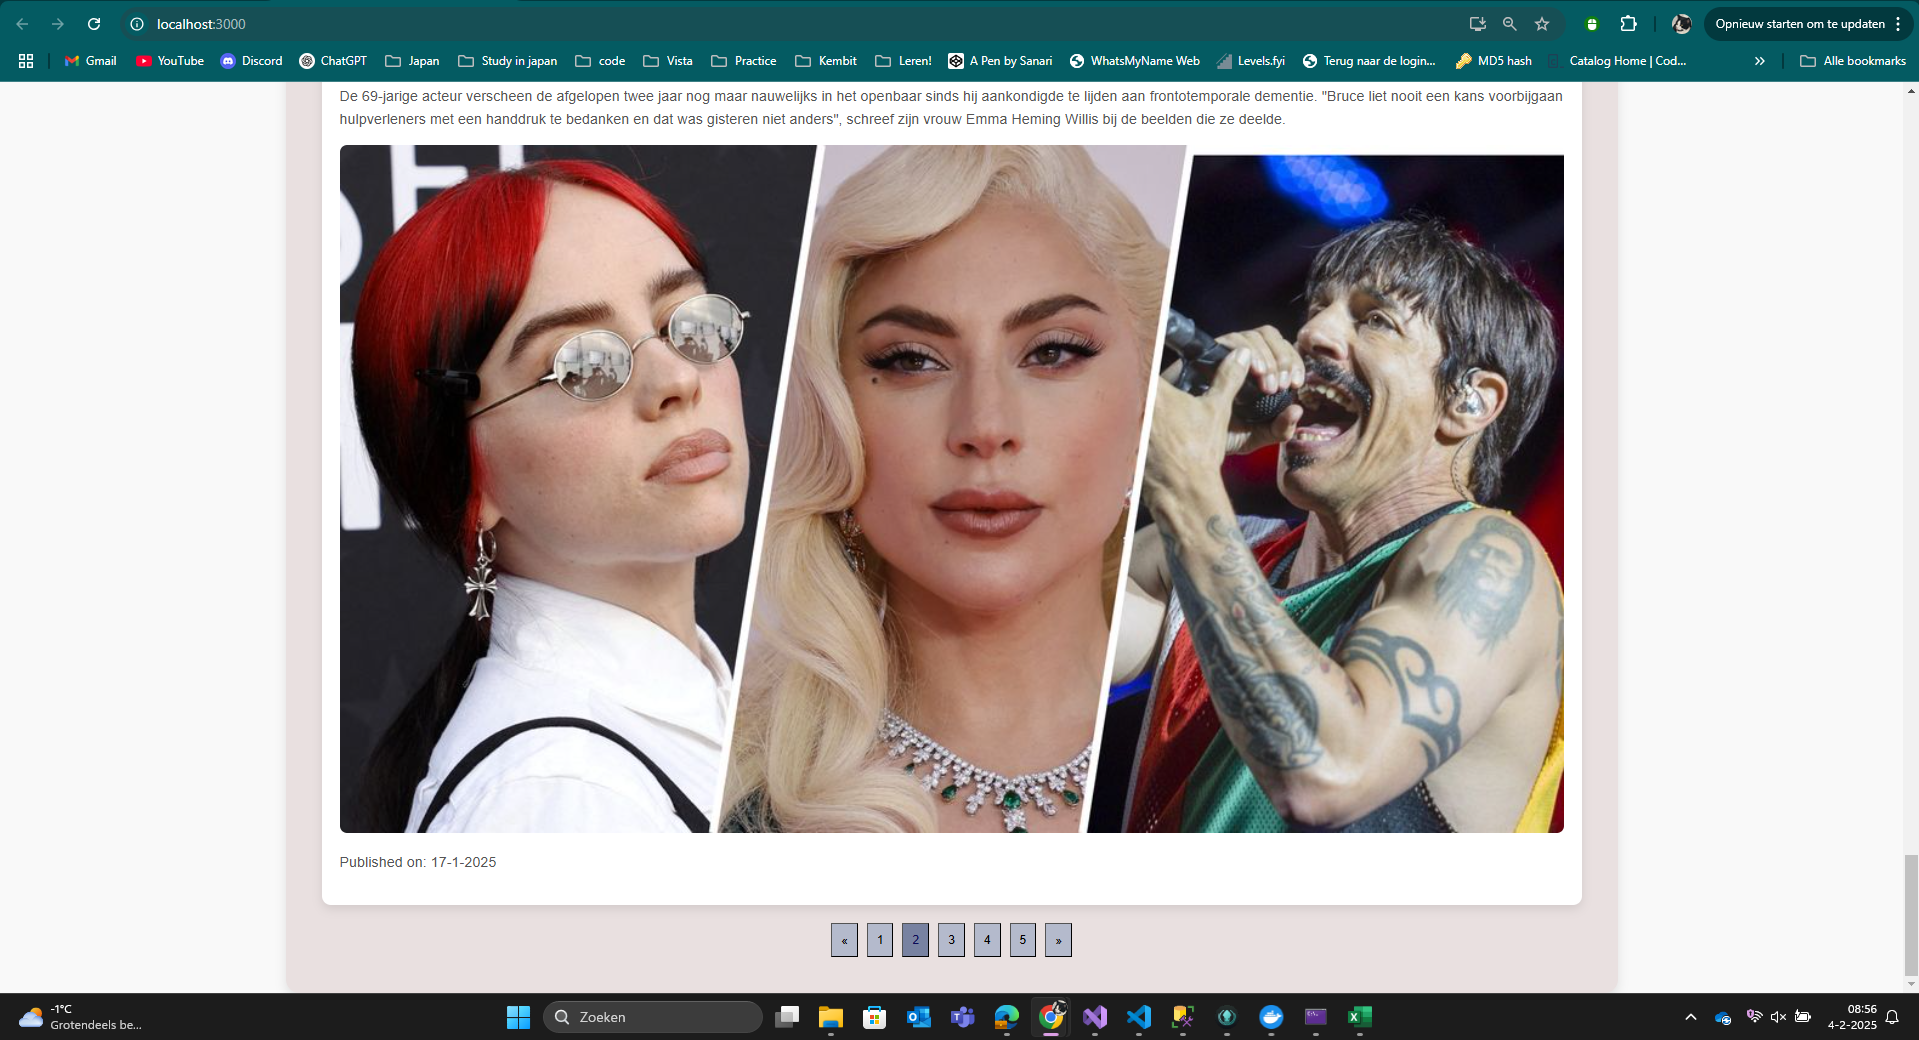 localhost:3000
Opnieuw starten om te updaten
Gmail
YouTube
Discord
ChatGPT
Japan
Study in japan
code
Vista
Practice
Kembit
Leren!
A Pen by Sanari
WhatsMyName Web
Levels.fyi
Terug naar de login...
MD5 hash
Catalog Home | Cod...
»
Alle bookmarks
De 69-jarige acteur verscheen de afgelopen twee jaar nog maar nauwelijks in het openbaar sinds hij aankondigde te lijden aan frontotemporale dementie. "Bruce liet nooit een kans voorbijgaan
hulpverleners met een handdruk te bedanken en dat was gisteren niet anders", schreef zijn vrouw Emma Heming Willis bij de beelden die ze deelde.
Published on: 17-1-2025
« 1 2 3 4 5 »
-1°C
Grotendeels be...
Zoeken
08:56
4-2-2025